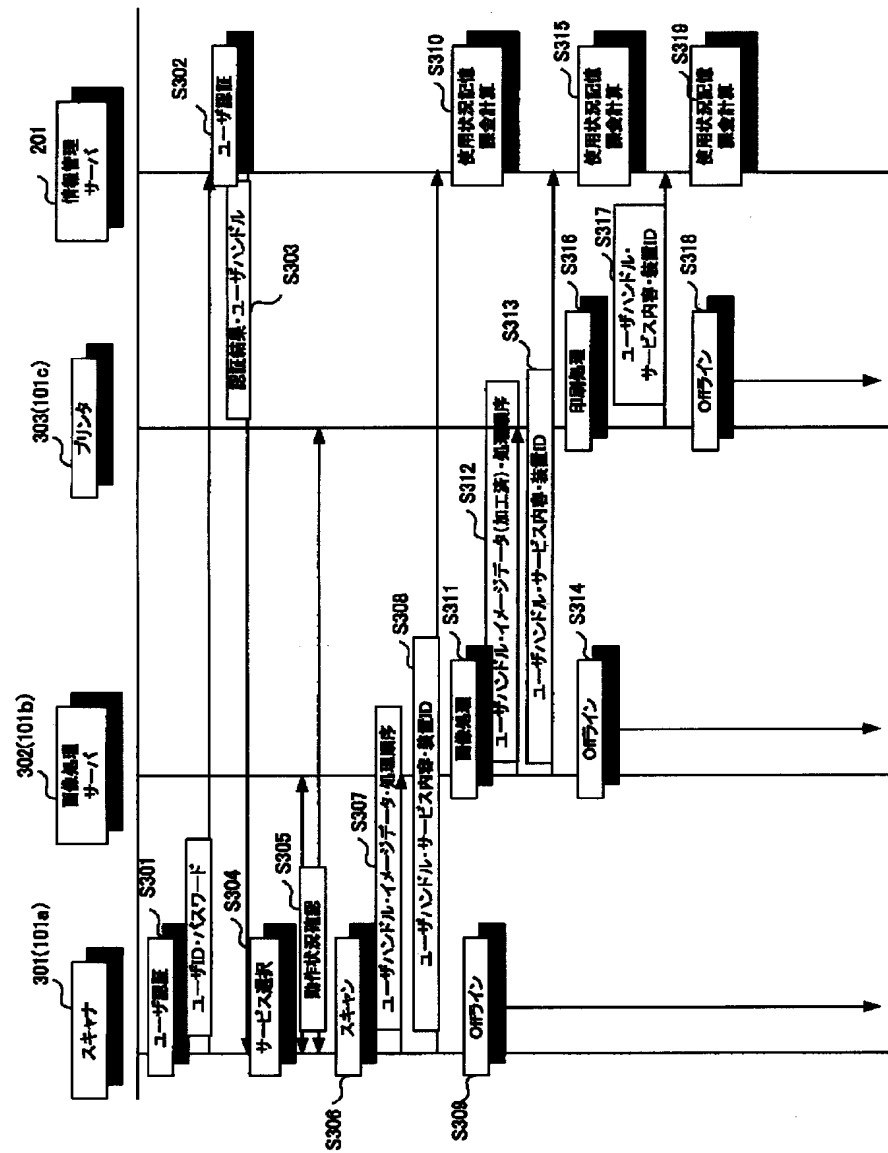 301(101a)
スキャナ
302(101b)
画像処理
サーバ
303(101c)
プリンタ
201
情報管理
サーバ
S301
ユーザ認証
ユーザID・パスワード
S302
ユーザ認証
認証結果・ユーザハンドル
S303
S304
サービス選択
S305
動作状況確認
S306
スキャン
S307
ユーザハンドル・イメージデータ・処理順序
S308
ユーザハンドル・サービス内容・装置ID
S309
Offライン
S310
使用状況記憶
課金計算
S311
画像処理
S312
ユーザハンドル・イメージデータ(加工済)・処理順序
S313
ユーザハンドル・サービス内容・装置ID
S314
Offライン
S315
使用状況記憶
課金計算
S316
印刷処理
S317
ユーザハンドル・
サービス内容・装置ID
S318
Offライン
S319
使用状況記憶
課金計算